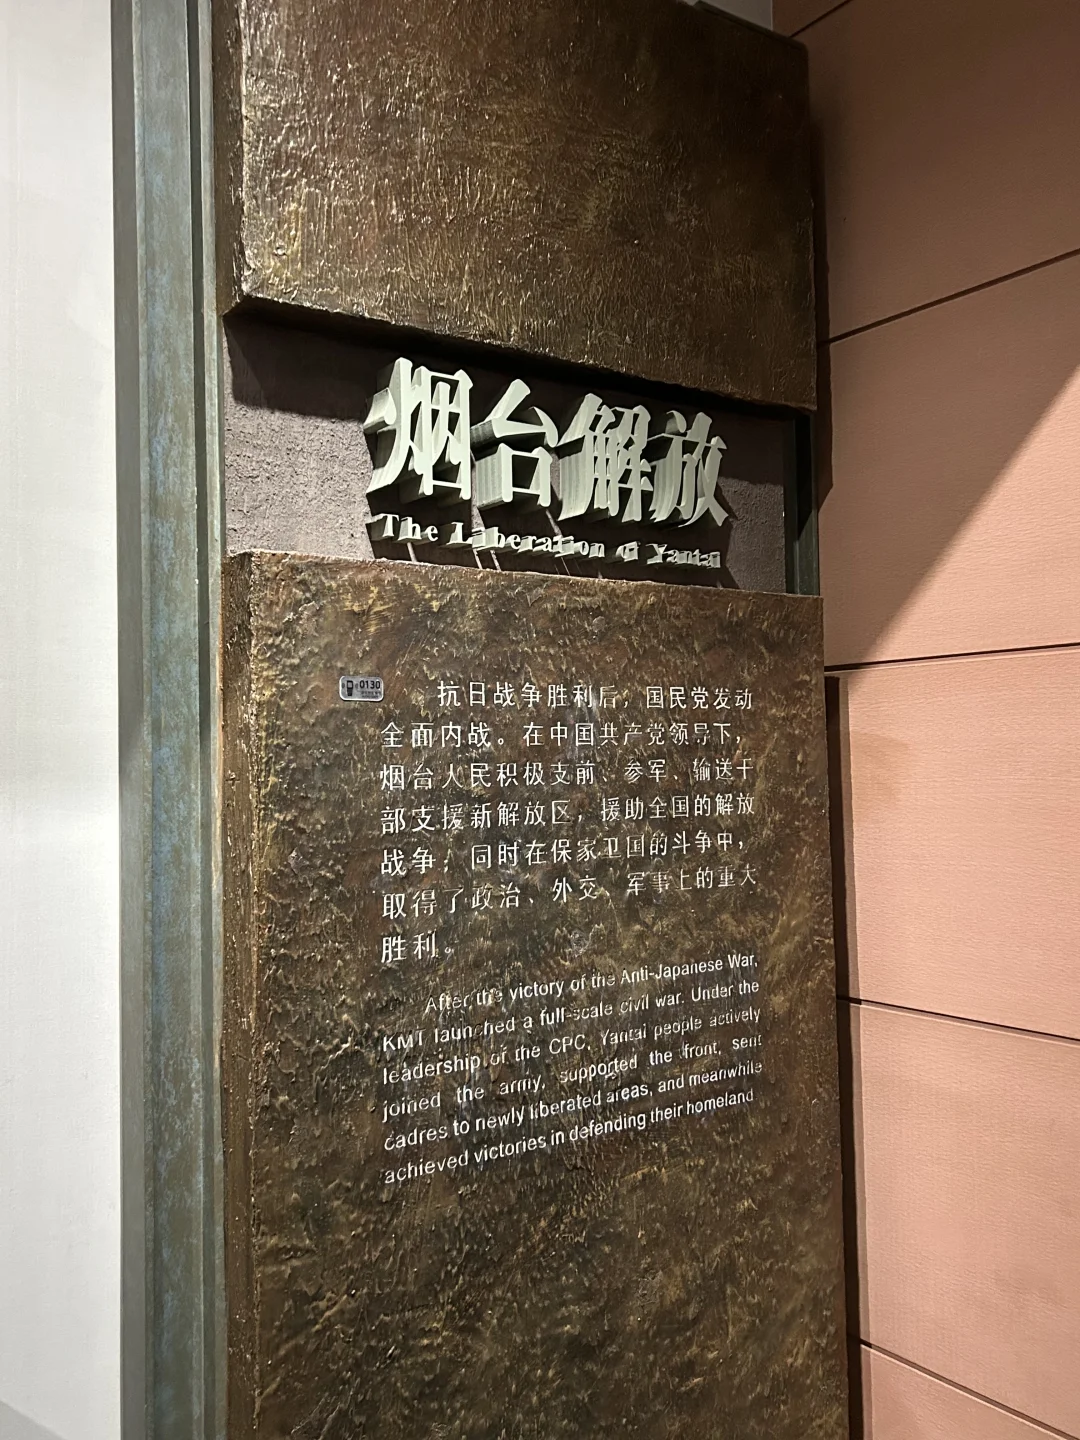 烟台解放
The Liberation of Yantai
0130
抗日战争胜利后，国民党发动
全面内战。在中国共产党领导下，
烟台人民积极支前、参军、输送干
部支援新解放区，援助全国的解放
战争；同时在保家卫国的斗争中，
取得了政治、外交、军事上的重大
胜利。
After the victory of the Anti-Japanese War,
KMT launched a full-scale civil war. Under the
leadership of the CPC, Yantai people actively
joined the army, supported the front, sent
cadres to newly liberated areas, and meanwhile
achieved victories in defending their homeland